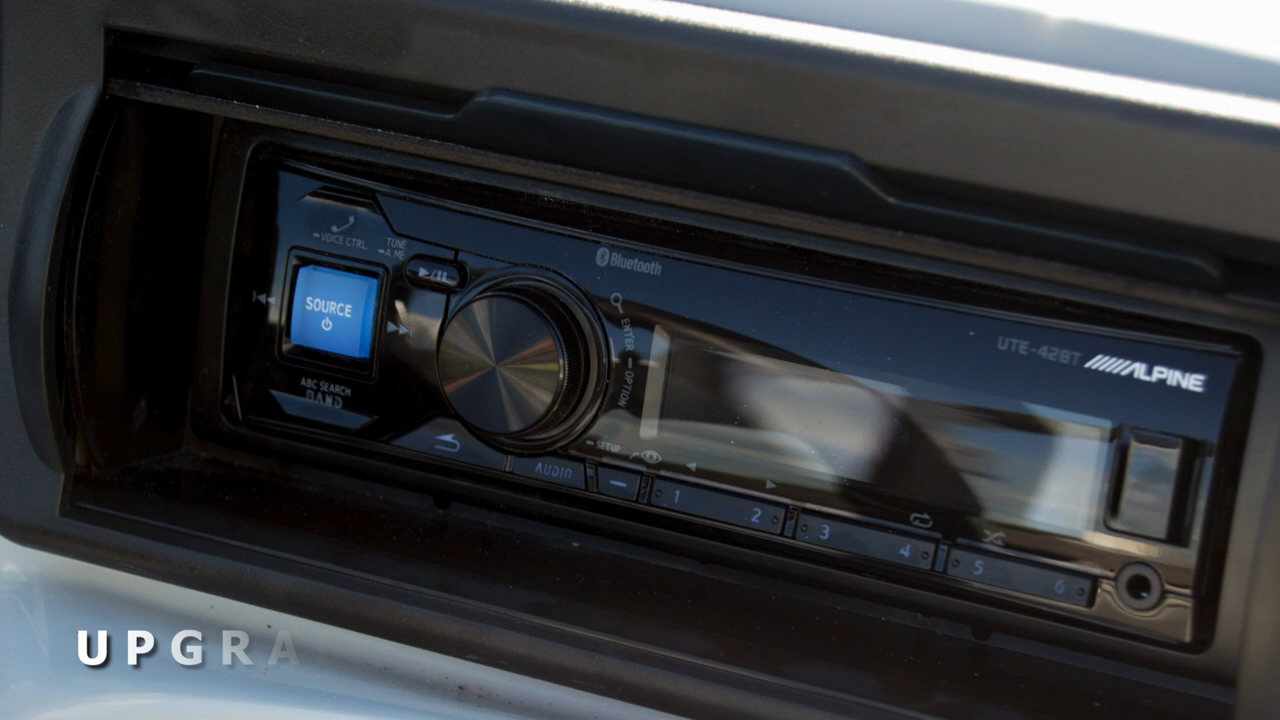 VOICE CTRL.
TUNE
A.ME
Bluetooth
SOURCE
ENTER
OPTION
UTE-42BT ALPINE
ABC SEARCH
BAND
SETUP
AUDIO
1 2 3 4 5 6
UPGRA